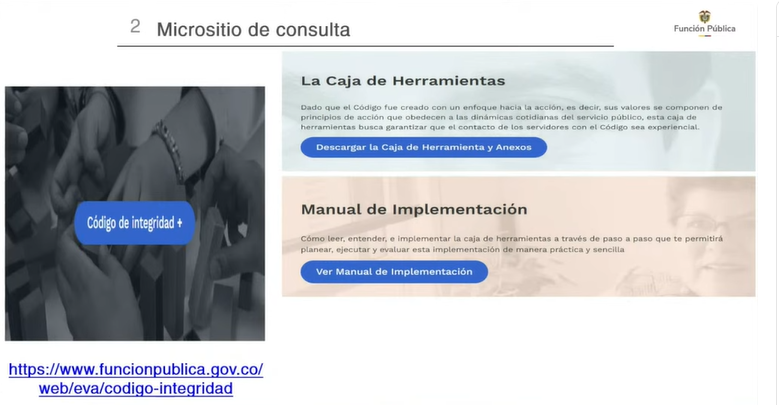 2 Micrositio de consulta
Función Pública
La Caja de Herramientas
Dado que el Código fue creado con un enfoque hacia la acción, es decir, sus valores se componen de
principios de acción que obedecen a las dinámicas cotidianas del servicio público, esta caja de
herramientas busca garantizar que el contacto de los servidores con el Código sea experiencial.
Descargar la Caja de Herramienta y Anexos
Código de integridad +
Manual de Implementación
Cómo leer, entender, e implementar la caja de herramientas a través de paso a paso que te permitirá
planear, ejecutar y evaluar esta implementación de manera práctica y sencilla
Ver Manual de Implementación
https://www.funcionpublica.gov.co/
web/eva/codigo-integridad